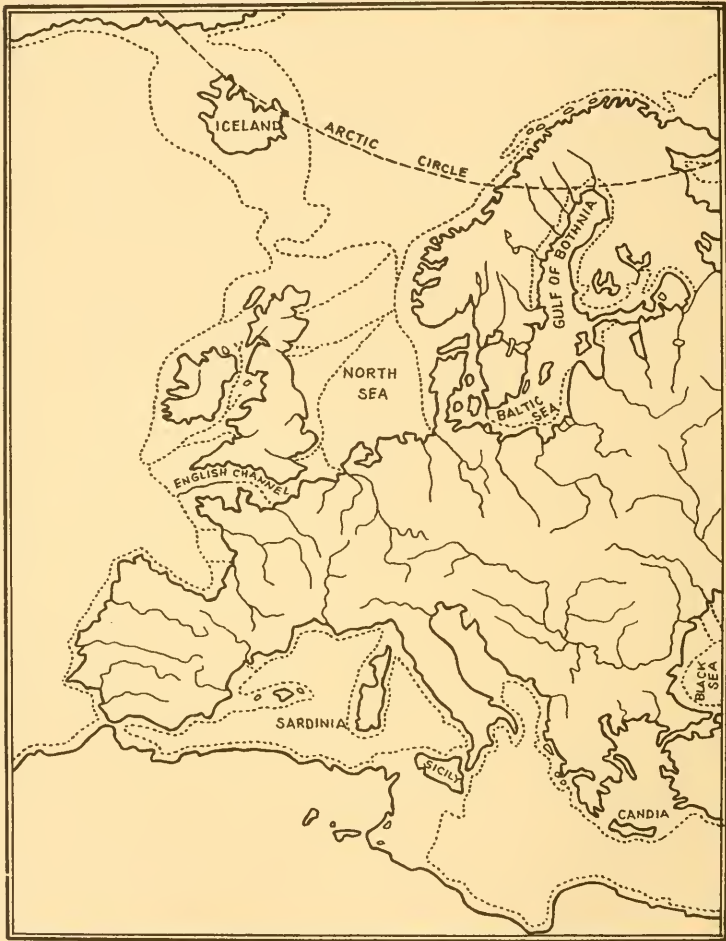 ICELAND
ARCTIC CIRCLE
GULF OF BOTHNIA
NORTH
SEA
BALTIC
SEA
ENGLISH CHANNEL
BLACK
SEA
SARDINIA
SICILY
CANDIA